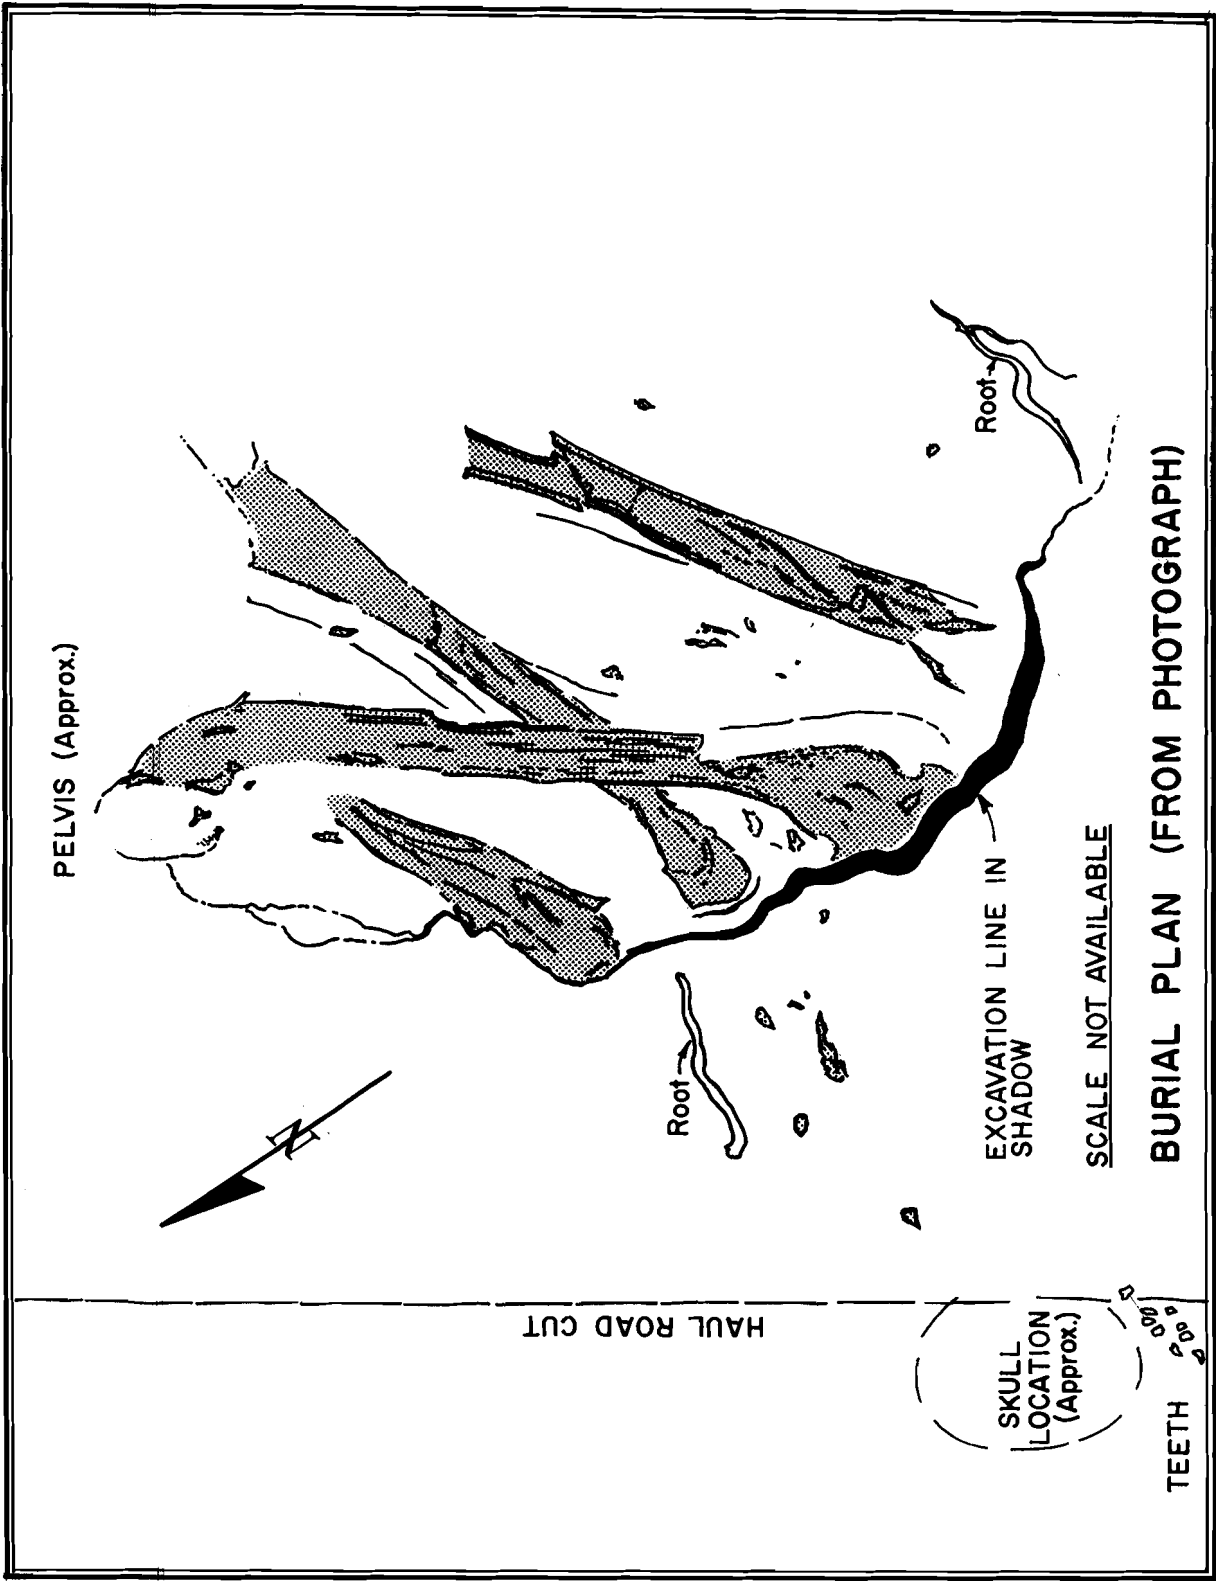 PELVIS (Approx.)
Root
Root
HAUL ROAD CUT
SKULL
LOCATION
(Approx.)
TEETH
EXCAVATION LINE IN
SHADOW
SCALE NOT AVAILABLE
BURIAL PLAN (FROM PHOTOGRAPH)
N